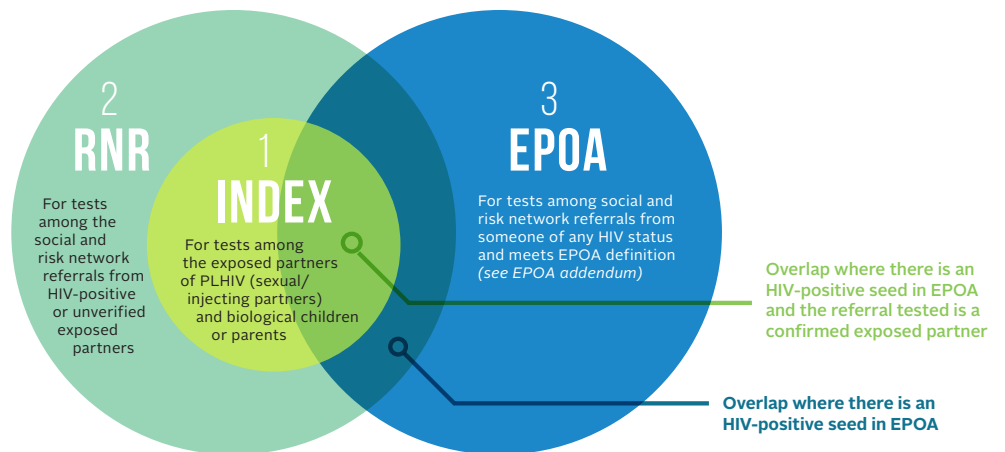 2
RNR
For tests
among the
social and
risk network
referrals from
HIV-positive
or unverified
exposed
partners
1
INDEX
For tests among
the exposed partners
of PLHIV (sexual/
injecting partners)
and biological children
or parents
3
EPOA
For tests among social and
risk network referrals from
someone of any HIV status
and meets EPOA definition
(see EPOA addendum)
Overlap where there is an
HIV-positive seed in EPOA
and the referral tested is a
confirmed exposed partner
Overlap where there is an
HIV-positive seed in EPOA